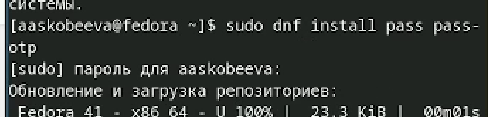 системы.
[aaskobeeva@fedora ~]$ sudo dnf install pass pass-
otp
[sudo] пароль для aaskobeeva:
Обновление и загрузка репозиториев:
Fedora 41 - x86_64 - U 100% | 23.3 KiB | 00m01s